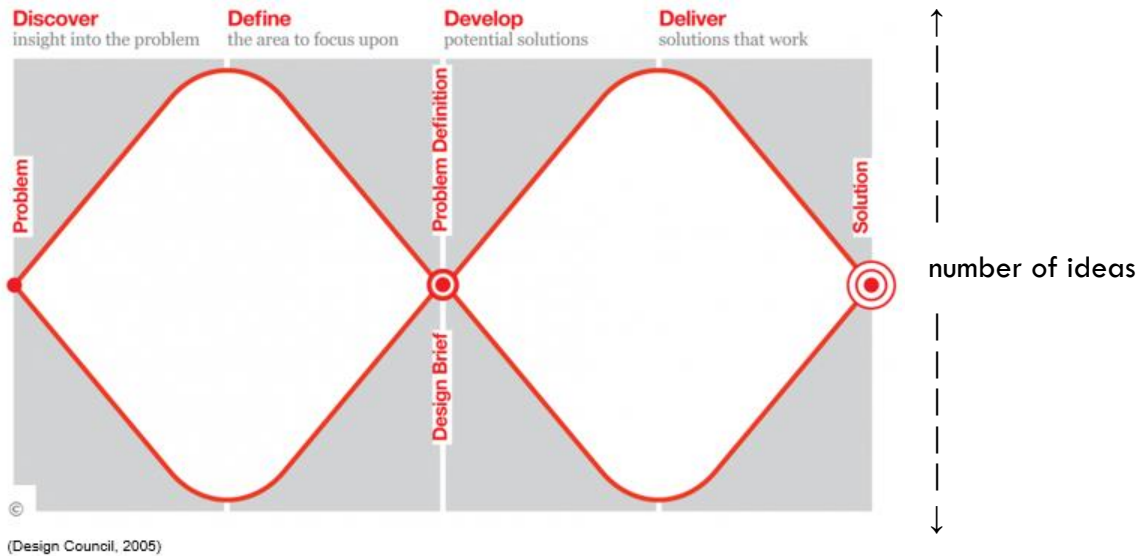 Discover
insight into the problem
Define
the area to focus upon
Develop
potential solutions
Deliver
solutions that work
Problem
Problem Definition
Design Brief
Solution
number of ideas
©
(Design Council, 2005)